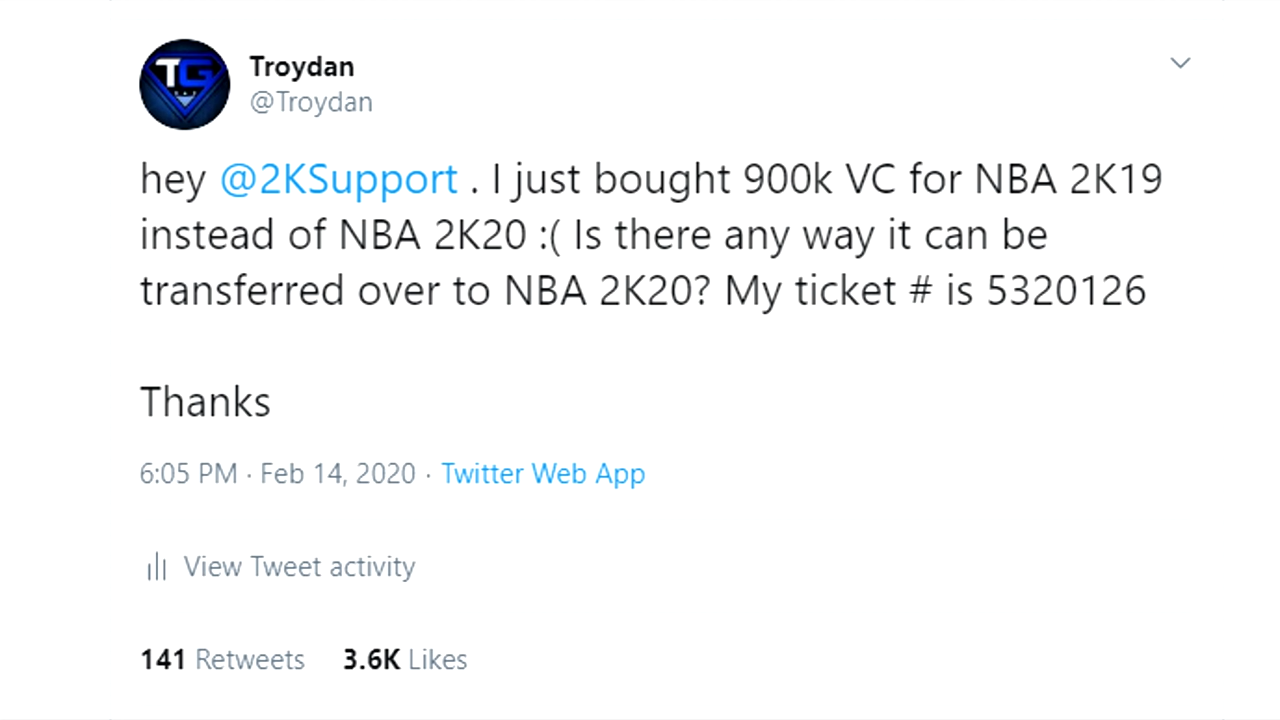 TG
Troydan
@Troydan
hey @2KSupport . I just bought 900k VC for NBA 2K19
instead of NBA 2K20 :( Is there any way it can be
transferred over to NBA 2K20? My ticket # is 5320126
Thanks
6:05 PM · Feb 14, 2020 · Twitter Web App
View Tweet activity
141 Retweets 3.6K Likes